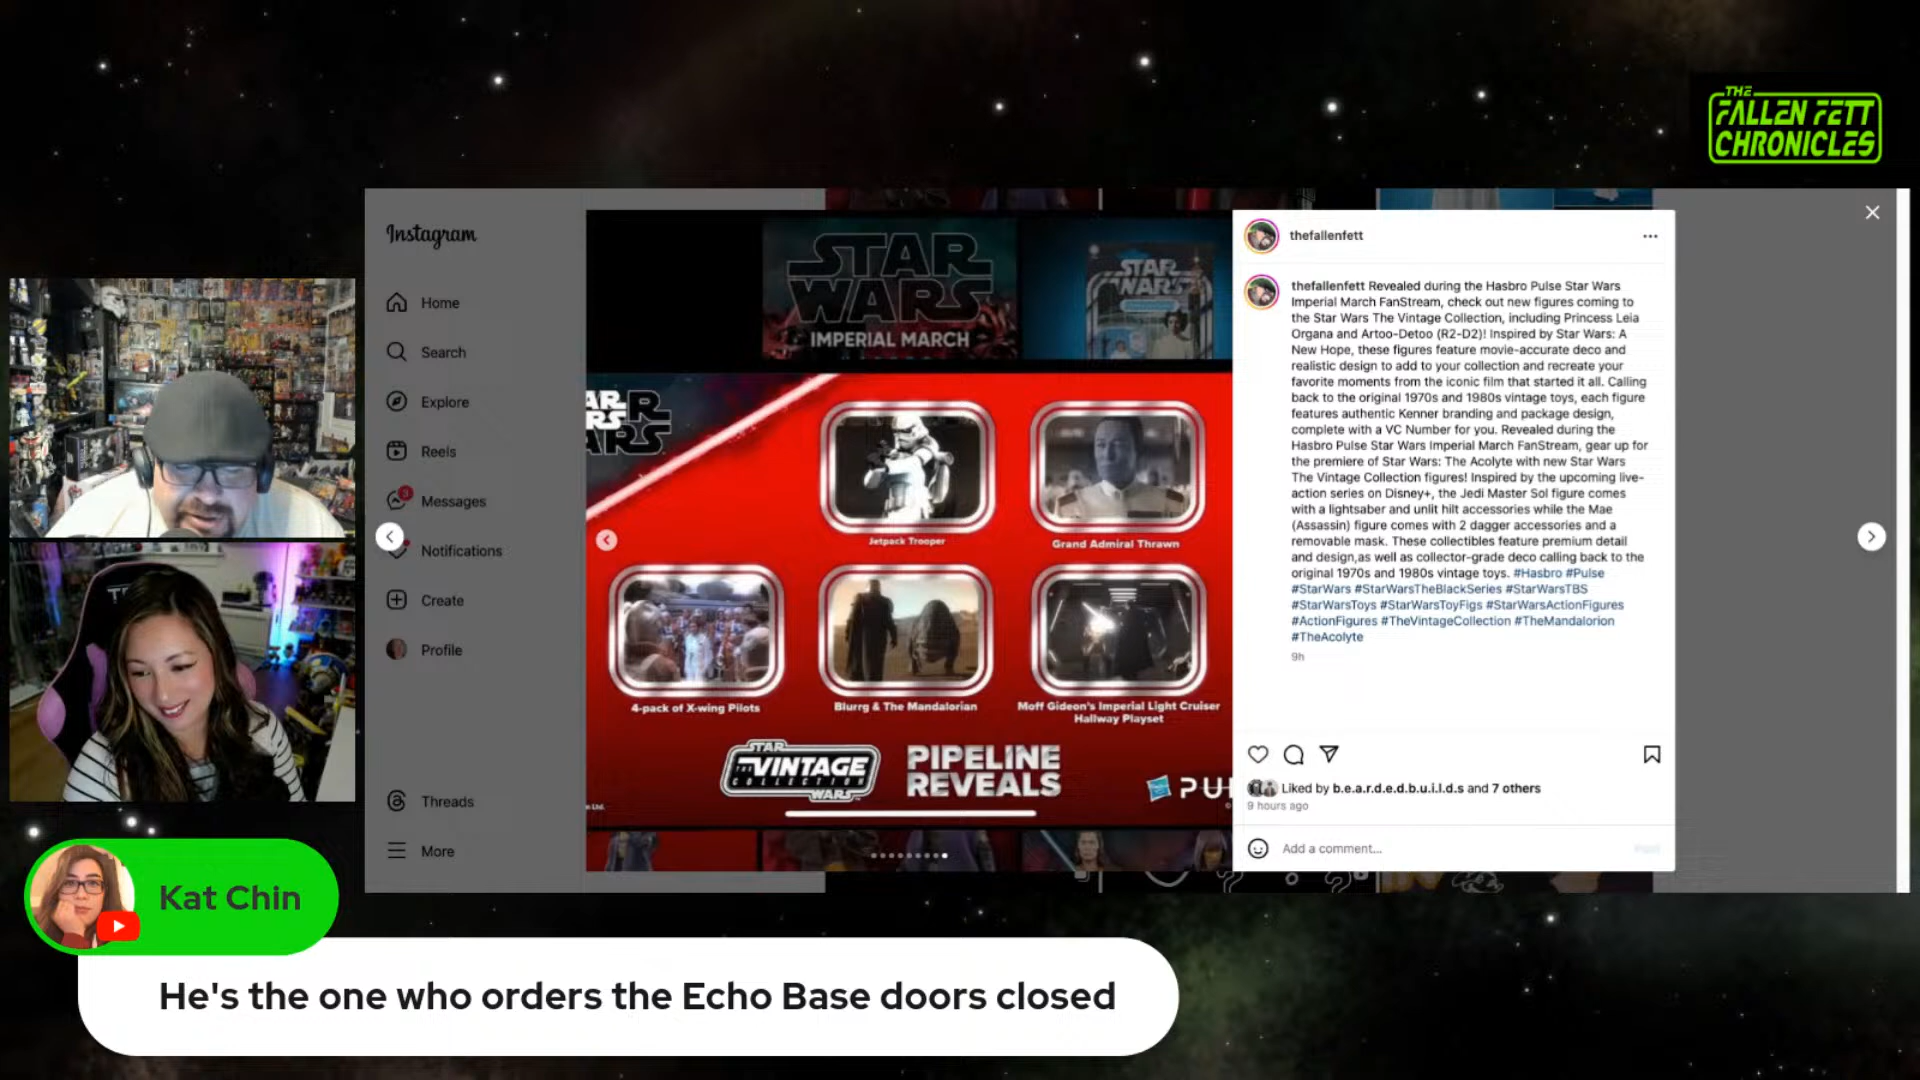 THE
FALLEN FETT
CHRONICLES
Instagram
Home
Search
Explore
Reels
3
Messages
Notifications
Create
Profile
Threads
More
STAR
WARS
IMPERIAL MARCH
STAR
WARS
Jetpack Trooper
Grand Admiral Thrawn
4-pack of X-wing Pilots
Blurrg & The Mandalorian
Moff Gideon's Imperial Light Cruiser
Hallway Playset
STAR
THE VINTAGE
COLLECTION
WARS
PIPELINE
REVEALS
PU
thefallenfett
thefallenfett Revealed during the Hasbro Pulse Star Wars
Imperial March FanStream, check out new figures coming to
the Star Wars The Vintage Collection, including Princess Leia
Organa and Artoo-Detoo (R2-D2)! Inspired by Star Wars: A
New Hope, these figures feature movie-accurate deco and
realistic design to add to your collection and recreate your
favorite moments from the iconic film that started it all. Calling
back to the original 1970s and 1980s vintage toys, each figure
features authentic Kenner branding and package design,
complete with a VC Number for you. Revealed during the
Hasbro Pulse Star Wars Imperial March FanStream, gear up for
the premiere of Star Wars: The Acolyte with new Star Wars
The Vintage Collection figures! Inspired by the upcoming live-
action series on Disney+, the Jedi Master Sol figure comes
with a lightsaber and unlit hilt accessories while the Mae
(Assassin) figure comes with 2 dagger accessories and a
removable mask. These collectibles feature premium detail
and design,as well as collector-grade deco calling back to the
original 1970s and 1980s vintage toys. #Hasbro #Pulse
#StarWars #StarWarsTheBlackSeries #StarWarsTBS
#StarWarsToys #StarWarsToyFigs #StarWarsActionFigures
#ActionFigures #TheVintageCollection #TheMandalorion
#TheAcolyte
9h
Liked by b.e.a.r.d.e.d.b.u.i.l.d.s and 7 others
9 hours ago
Add a comment...
Kat Chin
He's the one who orders the Echo Base doors closed